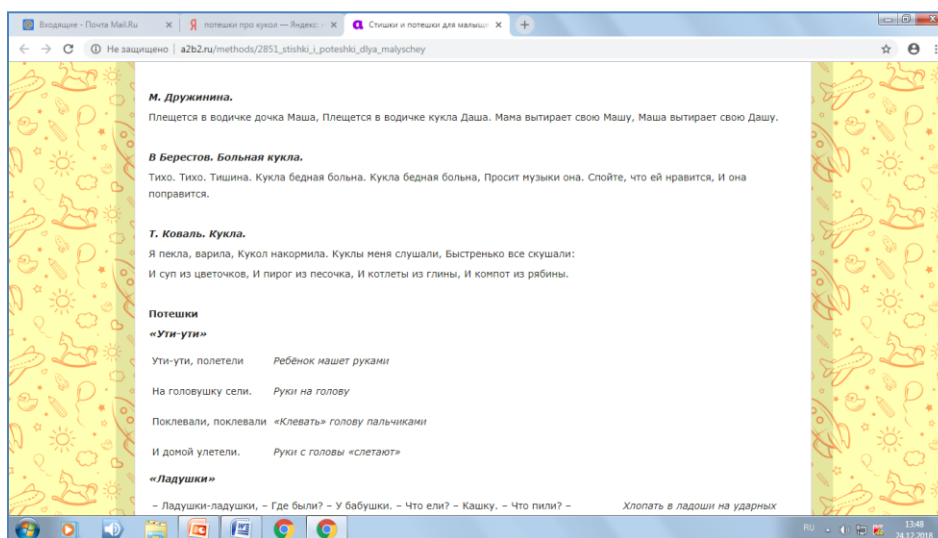 Входящие - Почта Mail.Ru
потешки про кукол — Яндекс:
Стишки и потешки для малыше
Не защищено | a2b2.ru/methods/2851_stishki_i_poteshki_dlya_malyschey
М. Дружинина.
Плещется в водичке дочка Маша, Плещется в водичке кукла Даша. Мама вытирает свою Машу, Маша вытирает свою Дашу.
В Берестов. Больная кукла.
Тихо. Тихо. Тишина. Кукла бедная больна. Кукла бедная больна, Просит музыки она. Спойте, что ей нравится, И она
поправится.
Т. Коваль. Кукла.
Я пекла, варила, Кукол накормила. Куклы меня слушали, Быстренько все скушали:
И суп из цветочков, И пирог из песочка, И котлеты из глины, И компот из рябины.
Потешки
«Ути-ути»
Ути-ути, полетели Ребёнок машет руками
На головушку сели. Руки на голову
Поклевали, поклевали «Клевать» голову пальчиками
И домой улетели. Руки с головы «слетают»
«Ладушки»
– Ладушки-ладушки, – Где были? – У бабушки. – Что ели? – Кашку. – Что пили? – Хлопать в ладоши на ударных
RU
13:48
24.12.2018